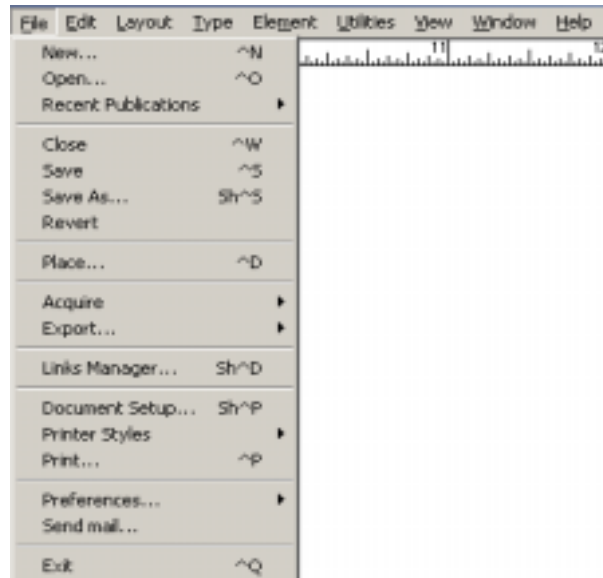 File Edit Layout Type Element Utilities View Window Help
New... ^N
Open... ^O
Recent Publications
Close ^W
Save ^S
Save As... Sh^S
Revert
Place... ^D
Acquire
Export...
Links Manager... Sh^D
Document Setup... Sh^P
Printer Styles
Print... ^P
Preferences...
Send mail...
Exit ^Q
11